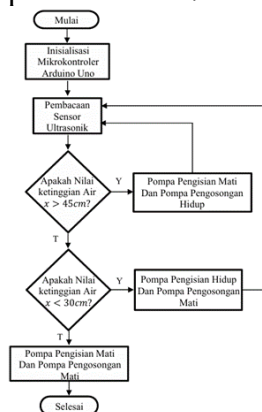 Mulai
Inisialisasi
Mikrokontroler
Arduino Uno
Pembacaan
Sensor
Ultrasonik
Apakah Nilai
ketinggian Air
x > 45cm?
Y
Pompa Pengisian Mati
Dan Pompa Pengosongan
Hidup
T
Apakah Nilai
ketinggian Air
x < 30cm?
Y
Pompa Pengisian Hidup
Dan Pompa Pengosongan
Mati
T
Pompa Pengisian Mati
Dan Pompa Pengosongan
Mati
Selesai